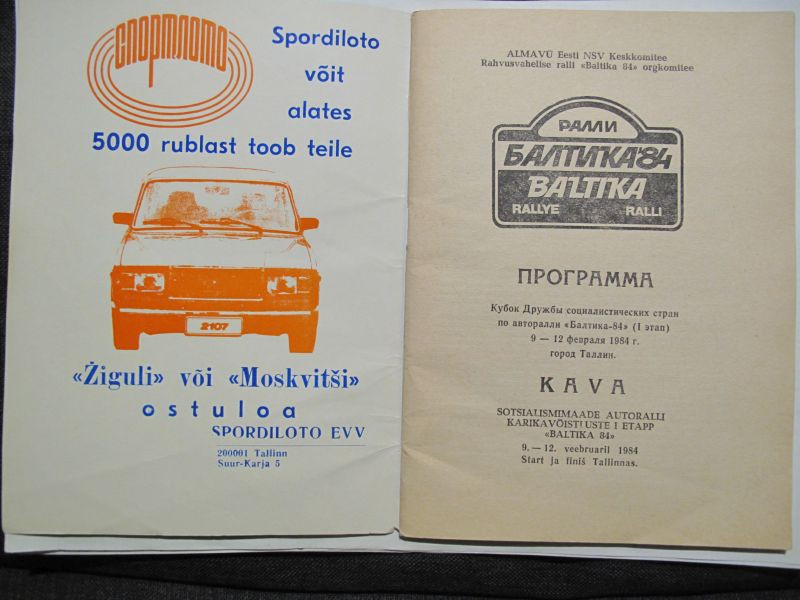 СПОРТЛОТО
Spordiloto
võit
alates
5000 rublast toob teile
2107
«Žiguli» või «Moskvitši»
ostuloa
SPORDILOTO EVV
200001 Tallinn
Suur-Karja 5
ALMAVÜ Eesti NSV Keskkomitee
Rahvusvahelise ralli «Baltika 84» orgkomitee
РАЛЛИ
БАЛТИКА'84
BALTIKA
RALLYE RALLI
ПРОГРАММА
Кубок Дружбы социалистических стран
по авторалли «Балтика-84» (I этап)
9 — 12 февраля 1984 г.
город Таллин.
KAVA
SOTSIALISMIMAADE AUTORALLI
KARIKAVÕISTLUSTE I ETAPP
«BALTIKA 84»
9. — 12. veebruaril 1984
Start ja finiš Tallinnas.